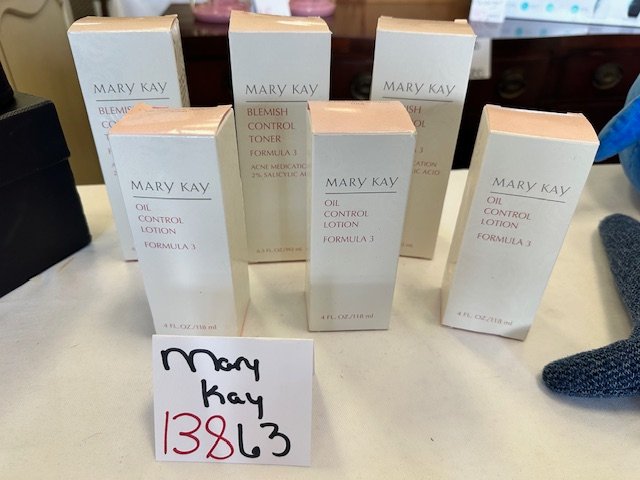 MARY KAY
BLEMISH
MARY KAY
BLEMISH
CONTROL
TONER
FORMULA 3
ACNE MEDICATION
2% SALICYLIC
MARY KAY
MARY KAY
OIL
CONTROL
LOTION
FORMULA 3
4 FL. OZ./118 ml
MARY KAY
OIL
CONTROL
LOTION
FORMULA 3
4 FL. OZ./118 ml
MARY KAY
OIL
CONTROL
LOTION
FORMULA 3
4 FL. OZ./118 ml
Mary
Kay
13863